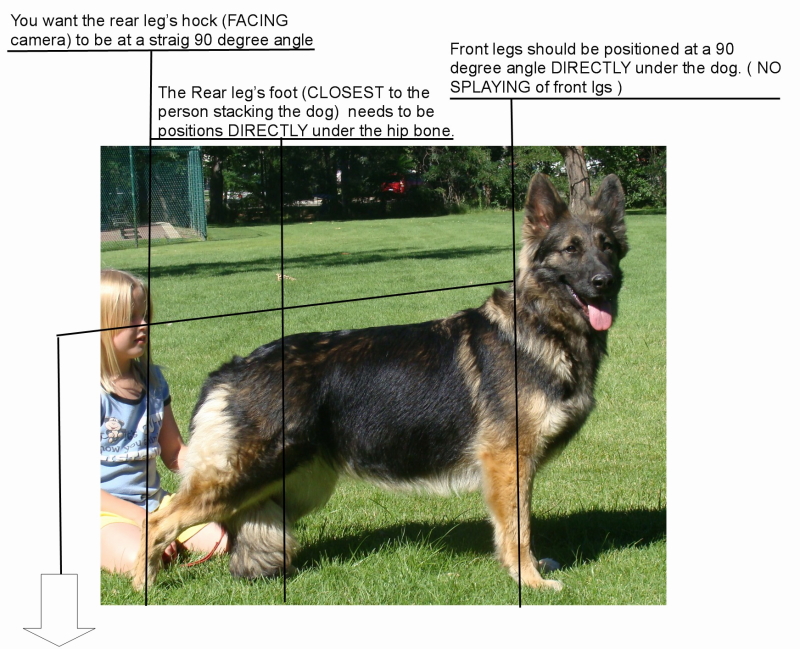 You want the rear leg's hock (FACING
camera) to be at a straig 90 degree angle
The Rear leg's foot (CLOSEST to the
person stacking the dog)  needs to be
positions DIRECTLY under the hip bone.
Front legs should be positioned at a 90
degree angle DIRECTLY under the dog. ( NO
SPLAYING of front lgs )